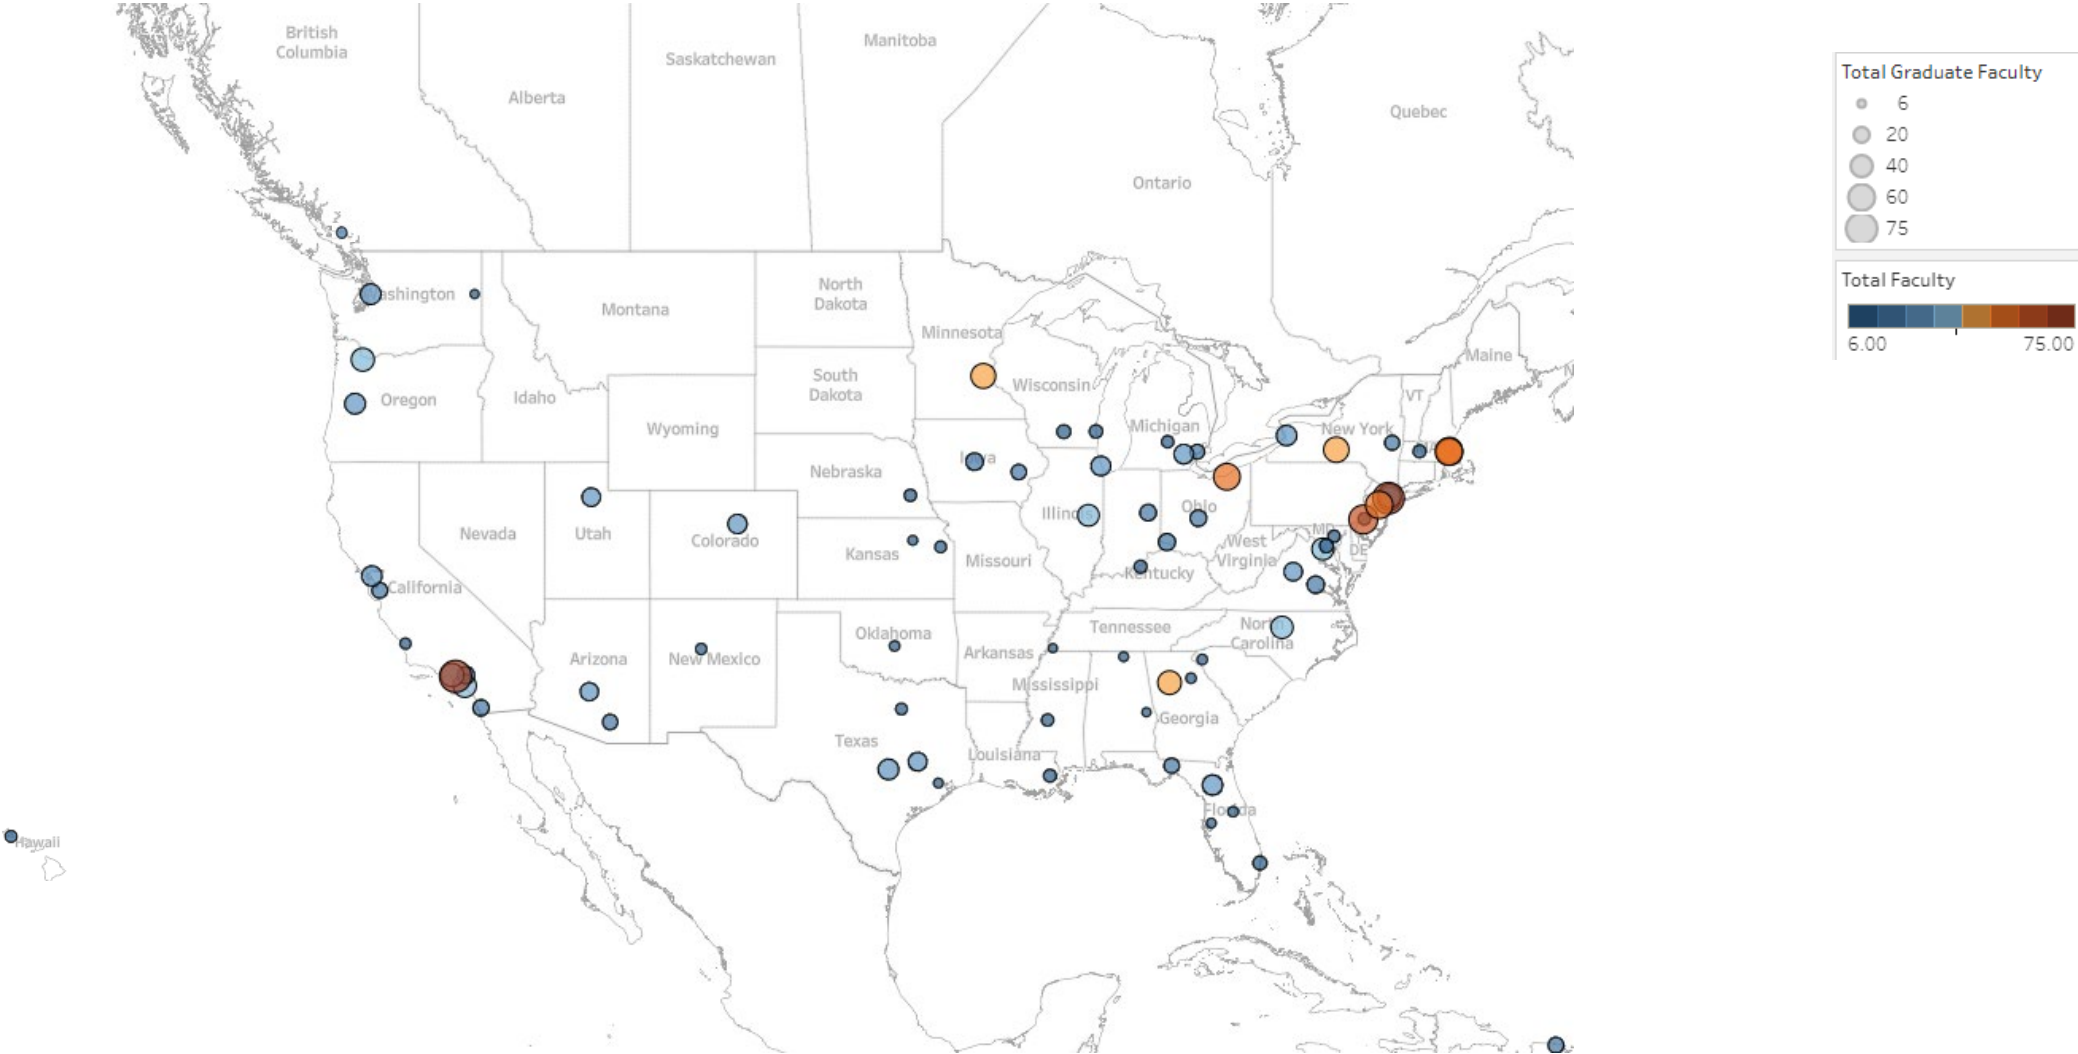 British
Columbia
Alberta
Saskatchewan
Manitoba
Ontario
Quebec
ashington
Montana
North
Dakota
Minnesota
Maine
Oregon
Idaho
South
Dakota
Wisconsin
VT
Wyoming
Michigan
New York
Nebraska
Nevada
Utah
Colorado
Kansas
Missouri
Ohio
West
Virginia
MD
DE
California
Kentucky
Arizona
New Mexico
Oklahoma
Arkansas
Tennessee
North
Carolina
Mississippi
Georgia
Texas
Louisiana
Hawaii
Total Graduate Faculty
6
20
40
60
75
Total Faculty
6.00 75.00